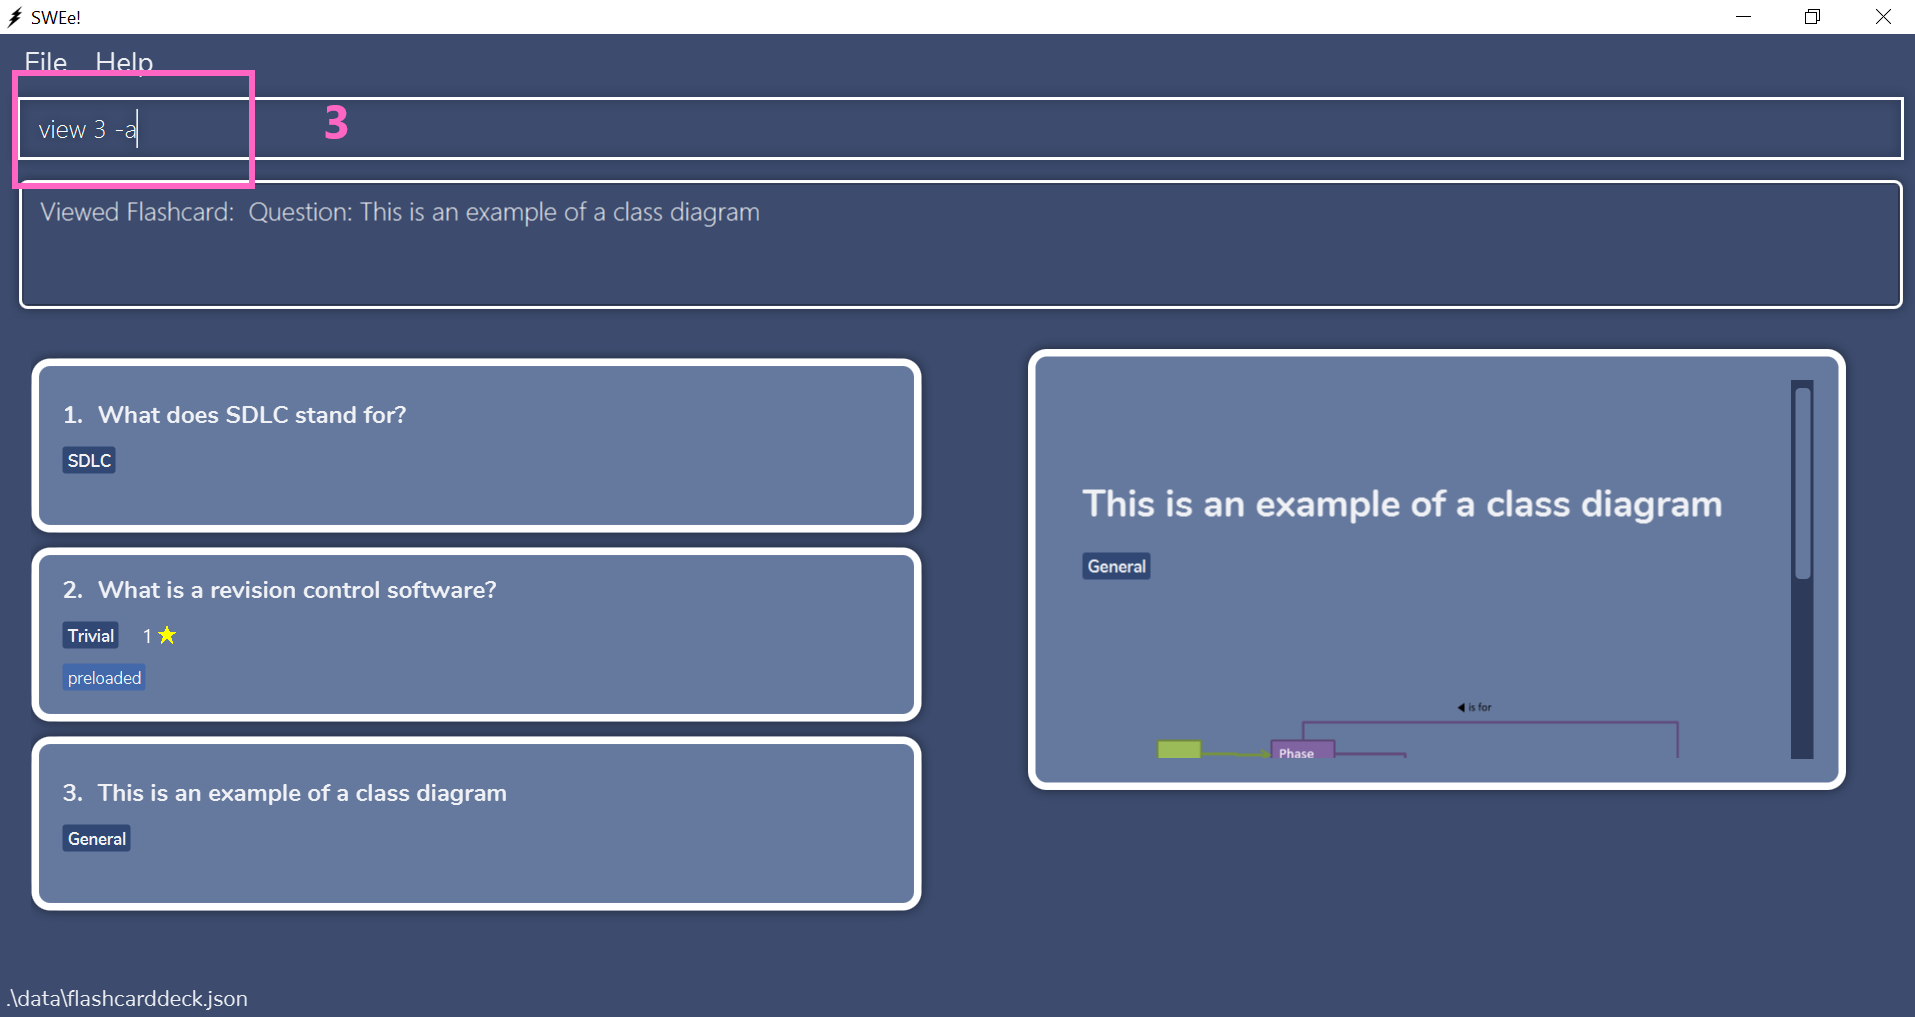 SWEe!
File Help
view 3 -a
3
Viewed Flashcard: Question: This is an example of a class diagram
1. What does SDLC stand for?
SDLC
2. What is a revision control software?
Trivial 1
preloaded
3. This is an example of a class diagram
General
This is an example of a class diagram
General
is for
Phase
.\data\flashcarddeck.json